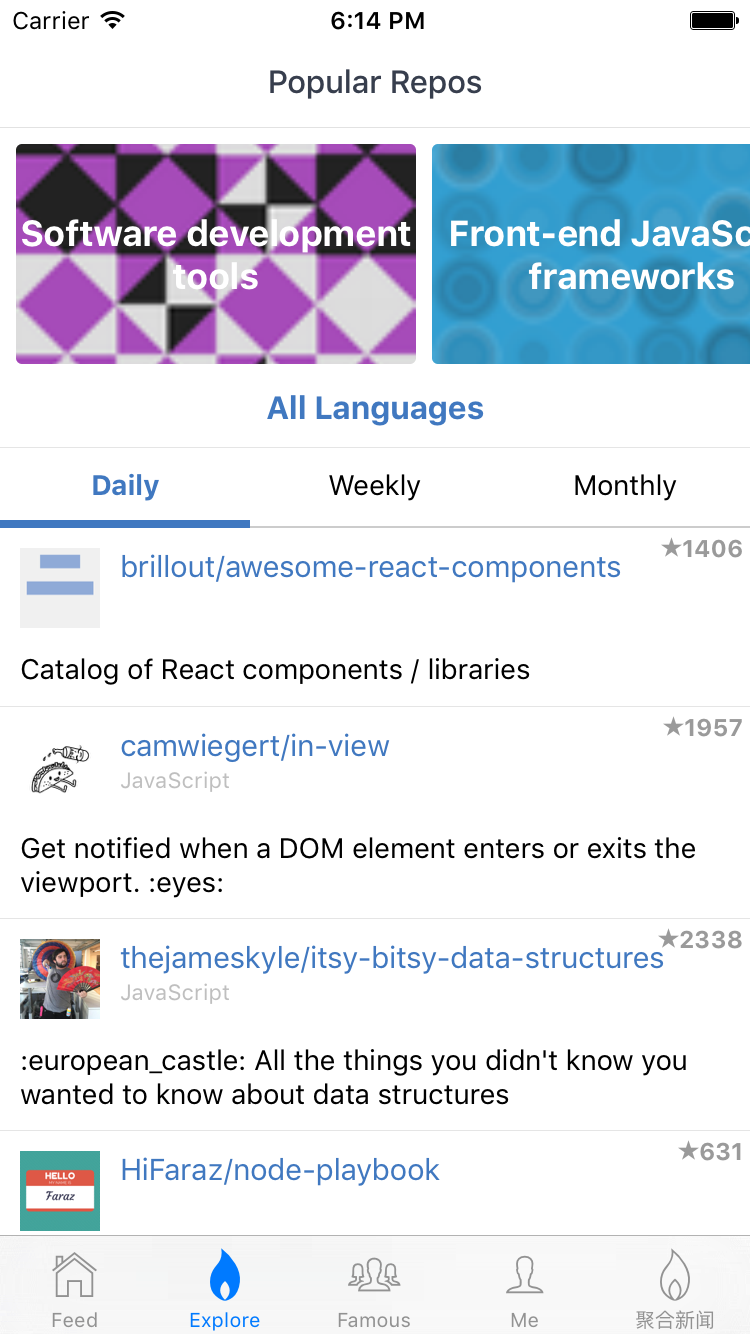 Carrier 6:14 PM
Popular Repos
Software development
tools
Front-end JavaSc
frameworks
All Languages
Daily Weekly Monthly
★1406
brillout/awesome-react-components
Catalog of React components / libraries
★1957
camwiegert/in-view
JavaScript
Get notified when a DOM element enters or exits the
viewport. :eyes:
★2338
thejameskyle/itsy-bitsy-data-structures
JavaScript
:european_castle: All the things you didn't know you
wanted to know about data structures
★631
HiFaraz/node-playbook
HELLO
MY NAME IS
Faraz
Feed Explore Famous Me 聚合新闻